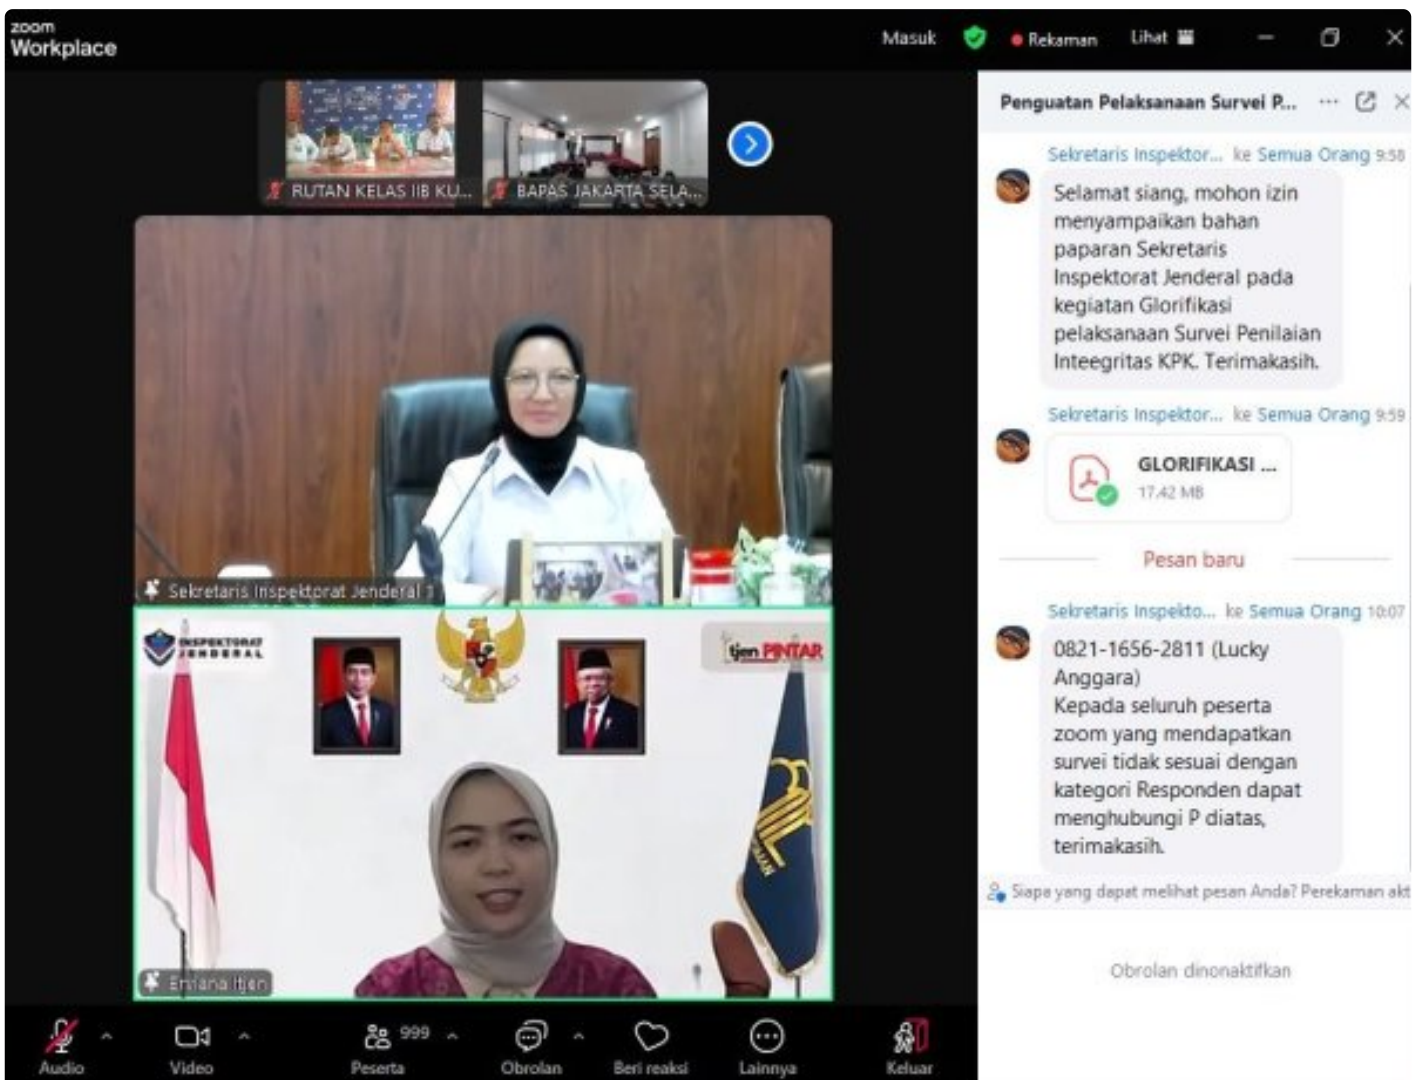 zoom
Workplace
Masuk
Rekaman
Lihat
RUTAN KELAS IIB KU...
BAPAS JAKARTA SELA...
Sekretaris Inspektorat Jenderal 1
INSPEKTORAT
JENDERAL
itjen PINTAR
Itjen
Audio
Video
999
Peserta
Obrolan
Beri reaksi
Lainnya
Keluar
Penguatan Pelaksanaan Survei P...
Sekretaris Inspektor... ke Semua Orang 9:58
Selamat siang, mohon izin
menyampaikan bahan
paparan Sekretaris
Inspektorat Jenderal pada
kegiatan Glorifikasi
pelaksanaan Survei Penilaian
Inteegritas KPK. Terimakasih.
Sekretaris Inspektor... ke Semua Orang 9:59
GLORIFIKASI ...
17.42 MB
Pesan baru
Sekretaris Inspekto... ke Semua Orang 10:07
0821-1656-2811 (Lucky
Anggara)
Kepada seluruh peserta
zoom yang mendapatkan
survei tidak sesuai dengan
kategori Responden dapat
menghubungi P diatas,
terimakasih.
Siapa yang dapat melihat pesan Anda? Perekaman akt
Obrolan dinonaktifkan